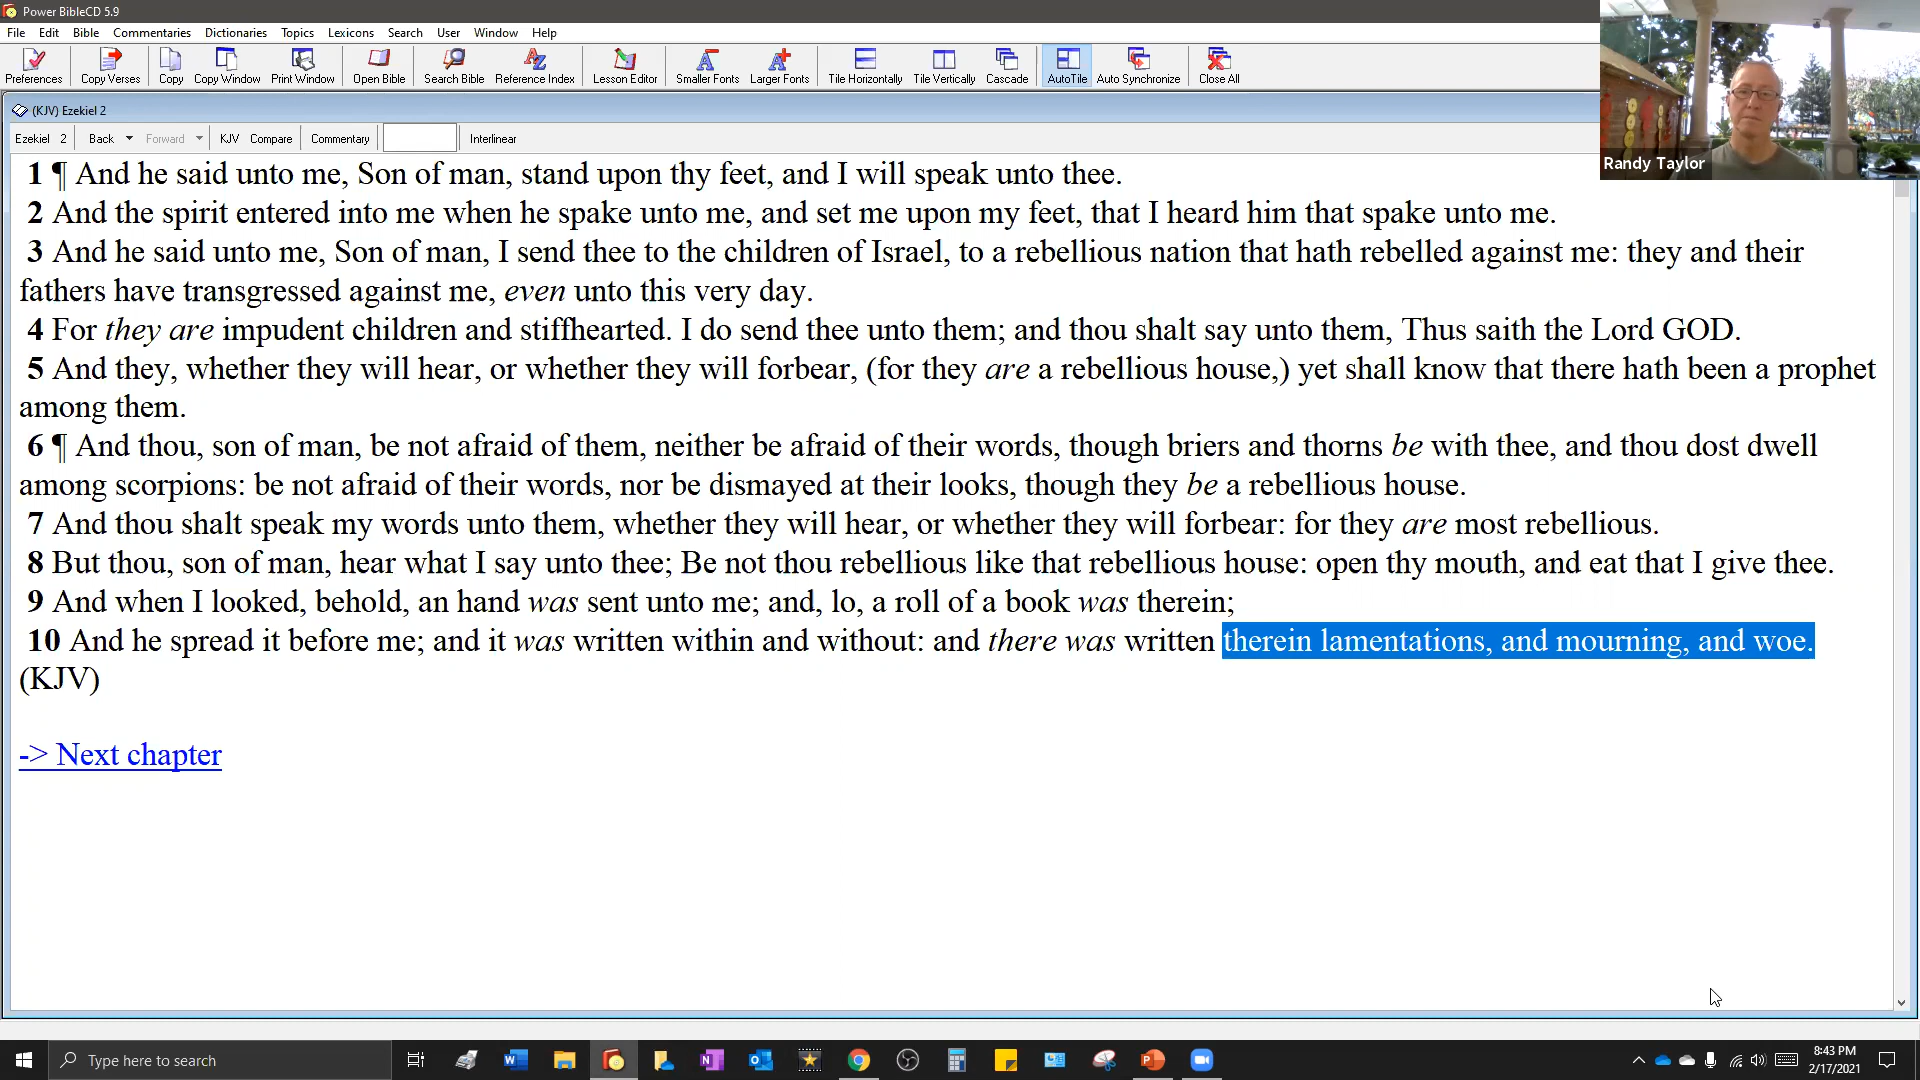 Power BibleCD 5.9
File Edit Bible Commentaries Dictionaries Topics Lexicons Search User Window Help
Preferences Copy Verses Copy Copy Window Print Window Open Bible Search Bible Reference Index Lesson Editor Smaller Fonts Larger Fonts Tile Horizontally Tile Vertically Cascade AutoTile Auto Synchronize Close All
(KJV) Ezekiel 2
Ezekiel 2 Back Forward KJV Compare Commentary Interlinear
Randy Taylor
1 ¶ And he said unto me, Son of man, stand upon thy feet, and I will speak unto thee.
2 And the spirit entered into me when he spake unto me, and set me upon my feet, that I heard him that spake unto me.
3 And he said unto me, Son of man, I send thee to the children of Israel, to a rebellious nation that hath rebelled against me: they and their
fathers have transgressed against me, even unto this very day.
4 For they are impudent children and stiffhearted. I do send thee unto them; and thou shalt say unto them, Thus saith the Lord GOD.
5 And they, whether they will hear, or whether they will forbear, (for they are a rebellious house,) yet shall know that there hath been a prophet
among them.
6 ¶ And thou, son of man, be not afraid of them, neither be afraid of their words, though briers and thorns be with thee, and thou dost dwell
among scorpions: be not afraid of their words, nor be dismayed at their looks, though they be a rebellious house.
7 And thou shalt speak my words unto them, whether they will hear, or whether they will forbear: for they are most rebellious.
8 But thou, son of man, hear what I say unto thee; Be not thou rebellious like that rebellious house: open thy mouth, and eat that I give thee.
9 And when I looked, behold, an hand was sent unto me; and, lo, a roll of a book was therein;
10 And he spread it before me; and it was written within and without: and there was written therein lamentations, and mourning, and woe.
(KJV)
-> Next chapter
Type here to search
8:43 PM
2/17/2021